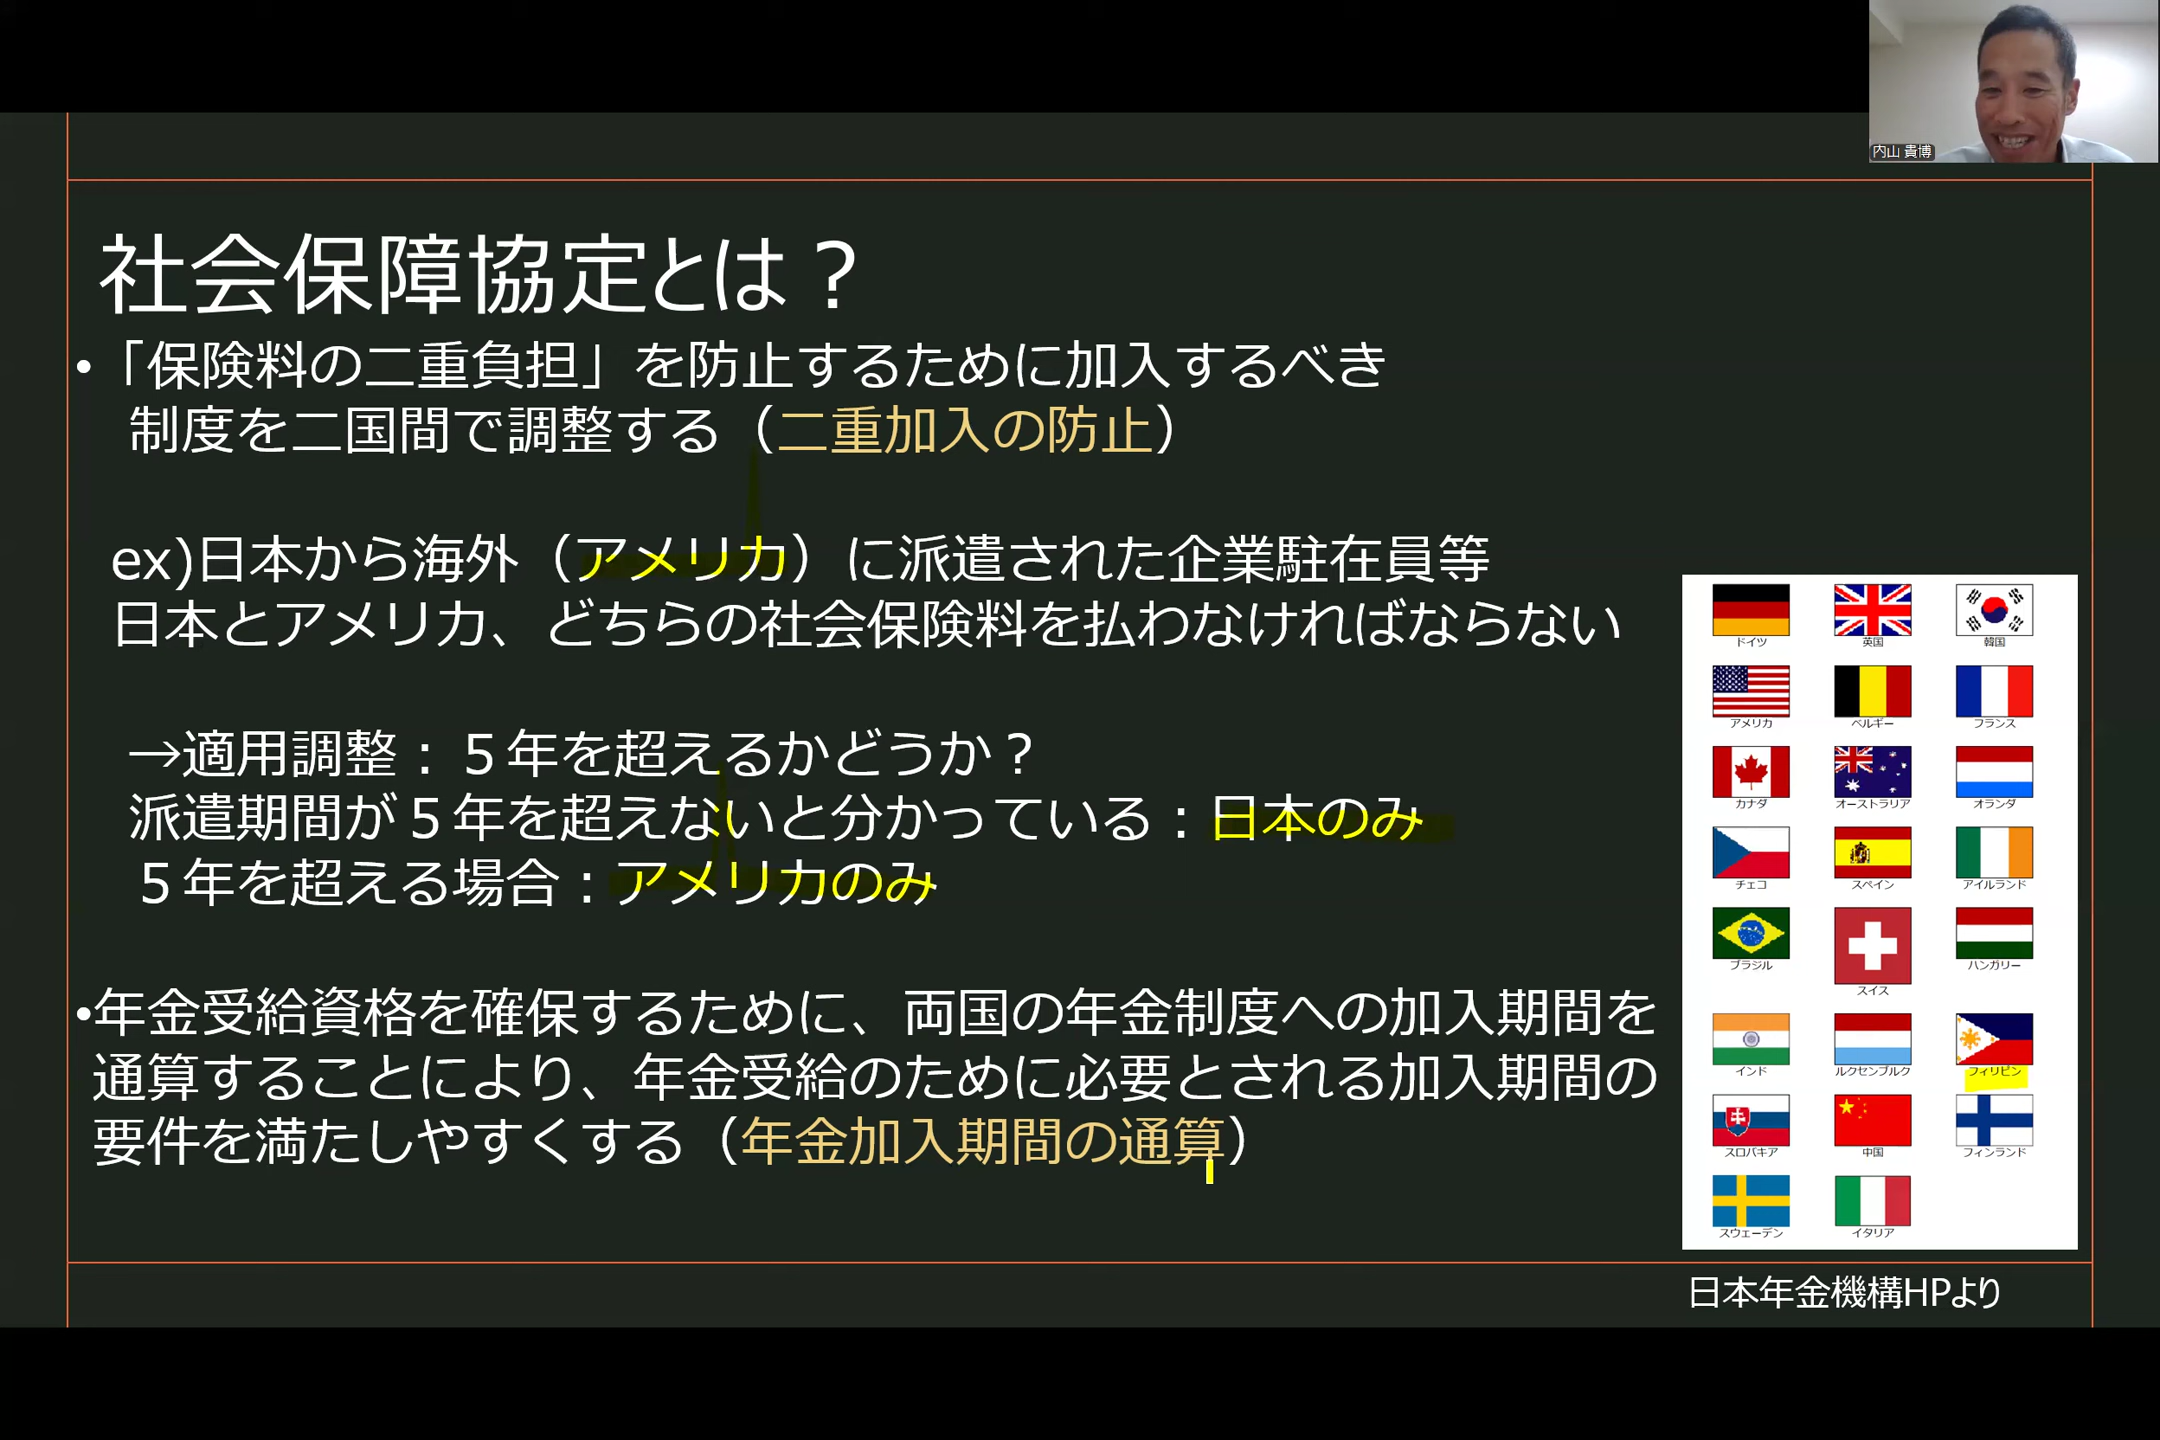 内山 貴博
社会保障協定とは？
•「保険料の二重負担」を防止するために加入するべき
制度を二国間で調整する（二重加入の防止）
ex)日本から海外（アメリカ）に派遣された企業駐在員等
日本とアメリカ、どちらの社会保険料を払わなければならない
→適用調整：５年を超えるかどうか？
派遣期間が５年を超えないと分かっている：日本のみ
５年を超える場合：アメリカのみ
•年金受給資格を確保するために、両国の年金制度への加入期間を
通算することにより、年金受給のために必要とされる加入期間の
要件を満たしやすくする（年金加入期間の通算）
ドイツ 英国 韓国
アメリカ ベルギー フランス
カナダ オーストラリア オランダ
チェコ スペイン アイルランド
ブラジル スイス ハンガリー
インド ルクセンブルク フィリピン
スロバキア 中国 フィンランド
スウェーデン イタリア
日本年金機構HPより